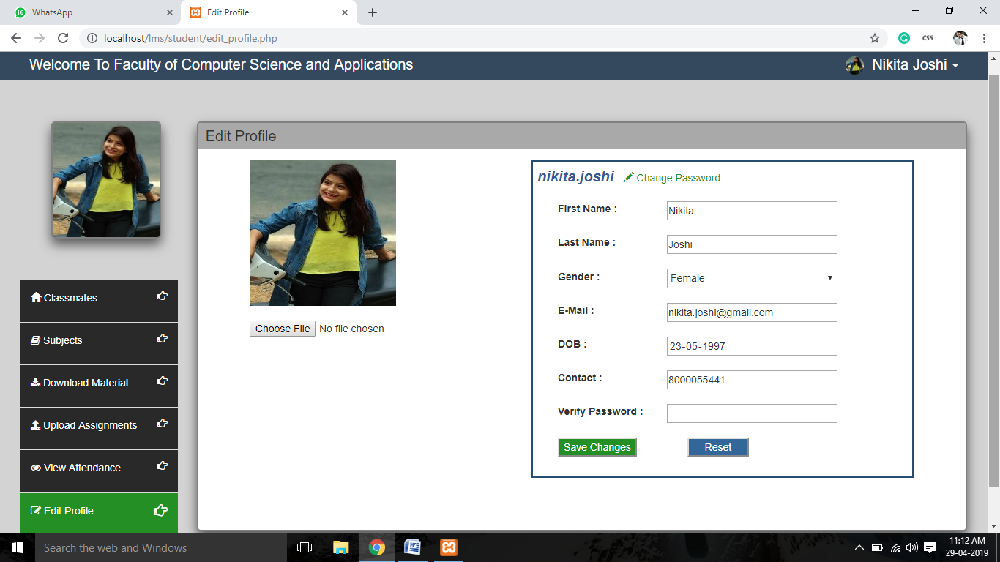 16 WhatsApp
Edit Profile
localhost/lms/student/edit_profile.php
css
Welcome To Faculty of Computer Science and Applications
Nikita Joshi
Edit Profile
nikita.joshi Change Password
First Name : Nikita
Last Name : Joshi
Gender : Female
E-Mail : nikita.joshi@gmail.com
DOB : 23-05-1997
Contact : 8000055441
Verify Password :
Save Changes Reset
Choose File No file chosen
Classmates
Subjects
Download Material
Upload Assignments
View Attendance
Edit Profile
Search the web and Windows
11:12 AM
29-04-2019